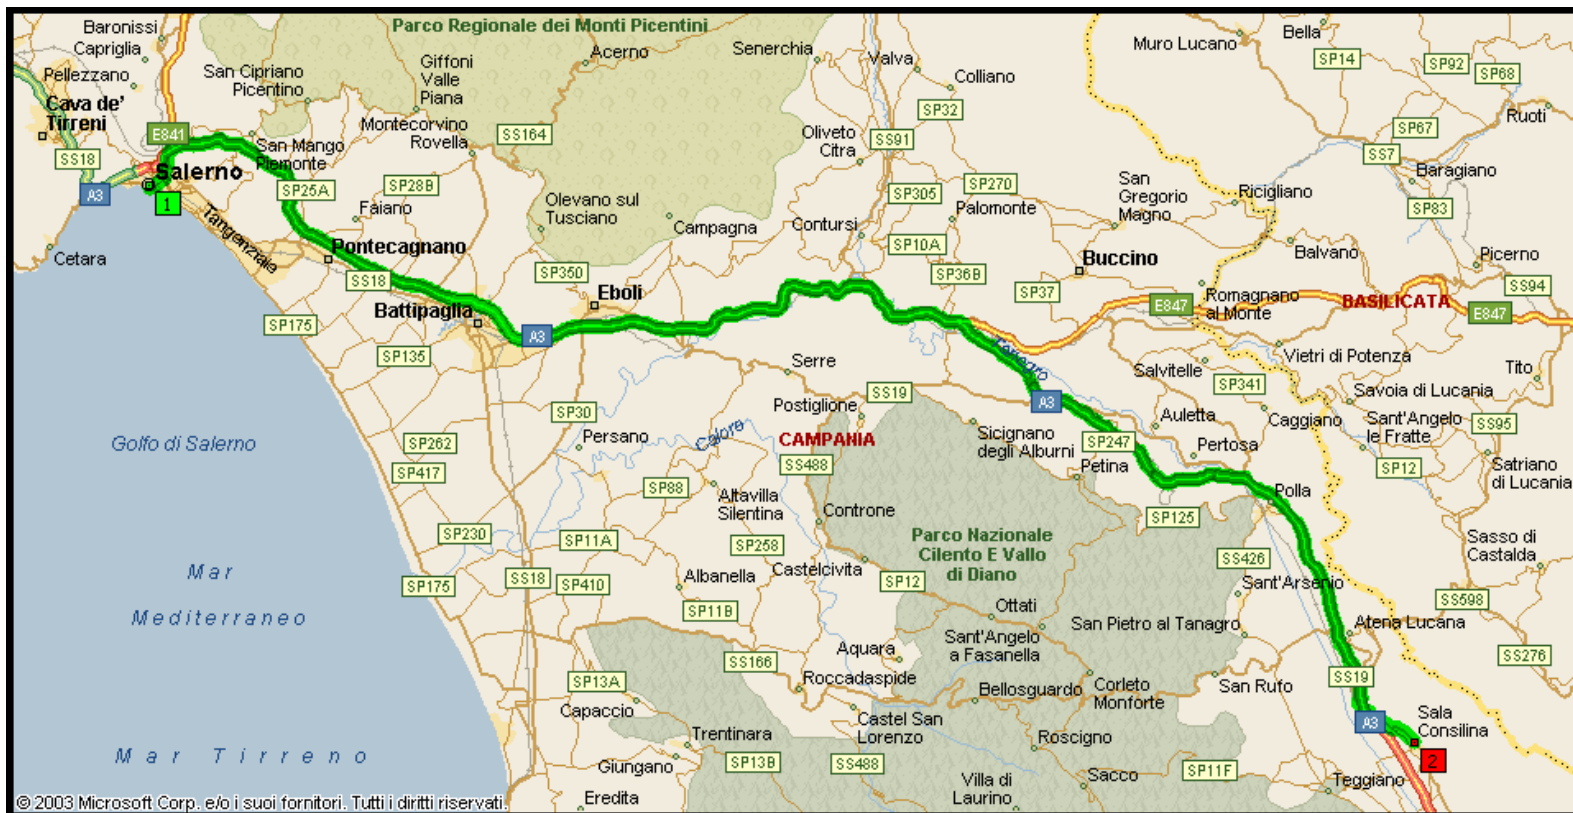 Parco Regionale dei Monti Picentini
Baronissi
Capriglia
Pellezzano
Cava de'
Tirreni
San Cipriano
Picentino
Giffoni
Valle
Piana
Acerno
Senerchia
Valva
Colliano
Muro Lucano
Bella
SP14
SP92
SP68
Ruoti
SP67
SS7
Baragiano
SP83
Picerno
SS94
E841
SS18
A3
Salerno
1
San Mango
Piemonte
Montecorvino
Rovella
SS164
SP25A
SP28B
Faiano
Tangenziale
Pontecagnano
SS18
Cetara
Olevano sul
Tusciano
Campagna
Oliveto
Citra
SS91
SP32
SP305
SP270
Contursi
Palomonte
SP10A
SP36B
San
Gregorio
Magno
Ricigliano
Balvano
Buccino
SP37
Romagnano
al Monte
E847
BASILICATA
E847
SP350
Eboli
Battipaglia
A3
SP175
SP135
Serre
Postiglione
SS19
Tanagro
A3
Salvitelle
Vietri di Potenza
SP341
Tito
Savoia di Lucania
Auletta
Caggiano
Sant'Angelo
le Fratte
SS95
SP12
Satriano
di Lucania
SP30
Persano
Calore
CAMPANIA
SS488
Sicignano
degli Alburni
SP247
Petina
Pertosa
Polla
SP125
Golfo di Salerno
SP262
SP417
SP88
Altavilla
Silentina
Controne
Parco Nazionale
Cilento E Vallo
di Diano
SP230
SP11A
SP258
Castelcivita
SP12
SS426
Sant'Arsenio
Sasso di
Castalda
SS598
Mar
Mediterraneo
SP175
SS18
SP410
Albanella
SP11B
Ottati
San Pietro al Tanagro
Atena Lucana
Sant'Angelo
a Fasanella
Aquara
SS166
Roccadaspide
SS276
SP13A
Capaccio
Bellosguardo
Corleto
Monforte
San Rufo
SS19
A3
Sala
Consilina
2
Castel San
Lorenzo
Trentinara
Roscigno
Mar Tirreno
Giungano
SP13B
SS488
Sacco
SP11F
Teggiano
Villa di
Laurino
Eredita
© 2003 Microsoft Corp. e/o i suoi fornitori. Tutti i diritti riservati.